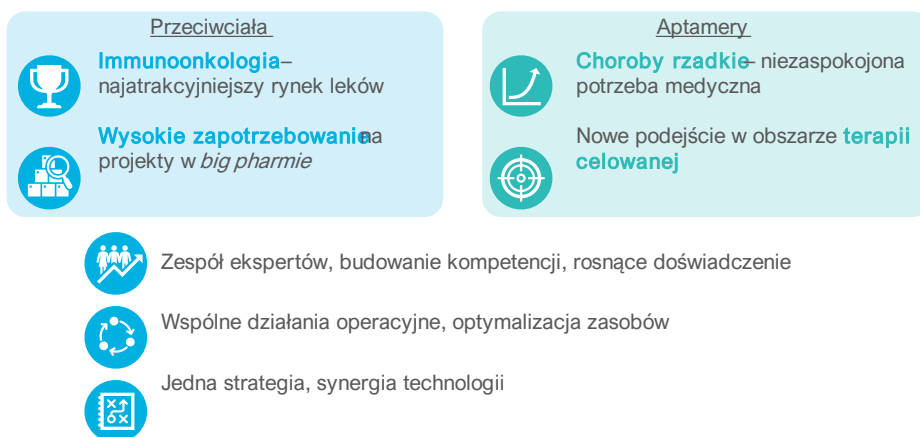 Przeciwciała
Immunoonkologia–
najatrakcyjniejszy rynek leków
Wysokie zapotrzebowanie na
projekty w big pharmie
Aptamery
Choroby rzadkie– niezaspokojona
potrzeba medyczna
Nowe podejście w obszarze terapii
celowanej
Zespół ekspertów, budowanie kompetencji, rosnące doświadczenie
Wspólne działania operacyjne, optymalizacja zasobów
Jedna strategia, synergia technologii